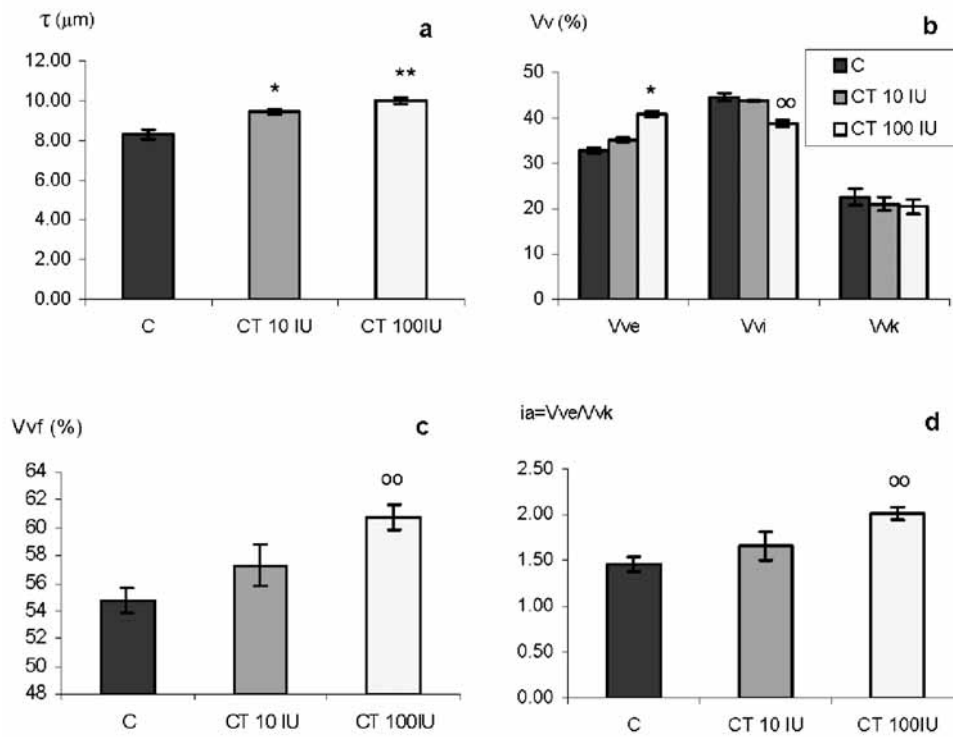 τ (μm)
a
12.00
10.00
8.00
6.00
4.00
2.00
0.00
*
**
C
CT 10 IU
CT 100IU
Vv (%)
b
C
CT 10 IU
CT 100 IU
50
40
30
20
10
0
*
∞
Vve
Vvi
Vvk
Vvf (%)
c
64
62
60
58
56
54
52
50
48
oo
C
CT 10 IU
CT 100IU
ia=Vve/Vvk
d
2.50
2.00
1.50
1.00
0.50
0.00
oo
C
CT 10 IU
CT 100IU